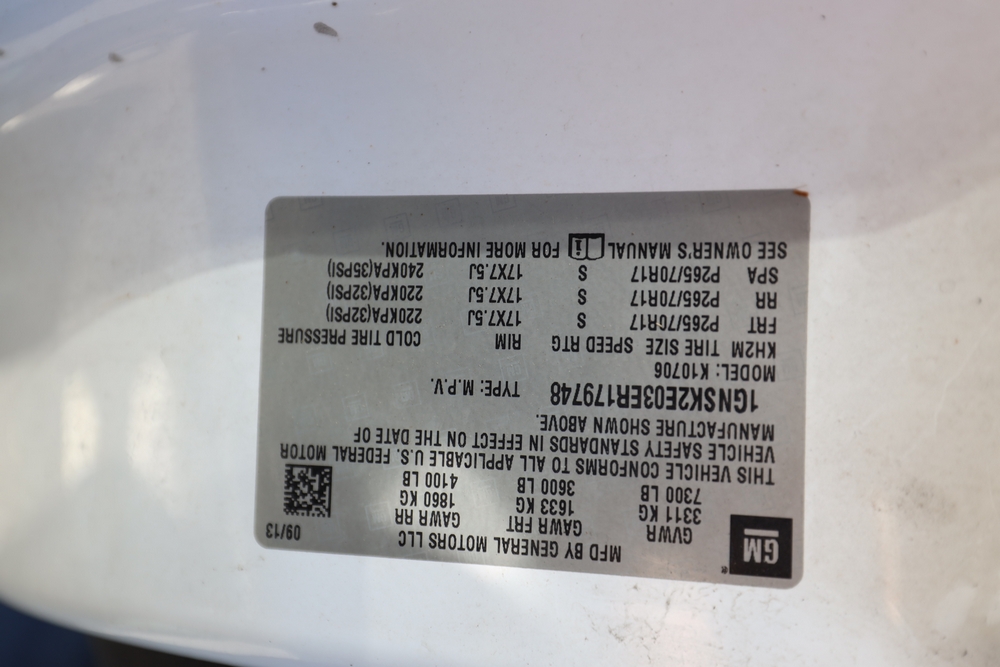 GM
MFD BY GENERAL MOTORS LLC 09/13
GVWR GAWR FRT GAWR RR
3311 KG 1633 KG 1860 KG
7300 LB 3600 LB 4100 LB
THIS VEHICLE CONFORMS TO ALL APPLICABLE U.S. FEDERAL MOTOR
VEHICLE SAFETY STANDARDS IN EFFECT ON THE DATE OF
MANUFACTURE SHOWN ABOVE.
1GNSK2E03ER179748 TYPE: M.P.V.
MODEL: K10706
KH2M TIRE SIZE SPEED RTG RIM COLD TIRE PRESSURE
FRT P265/70R17 S 17X7.5J 220KPA(32PSI)
RR P265/70R17 S 17X7.5J 220KPA(32PSI)
SPA P265/70R17 S 17X7.5J 240KPA(35PSI)
SEE OWNER'S MANUAL FOR MORE INFORMATION.